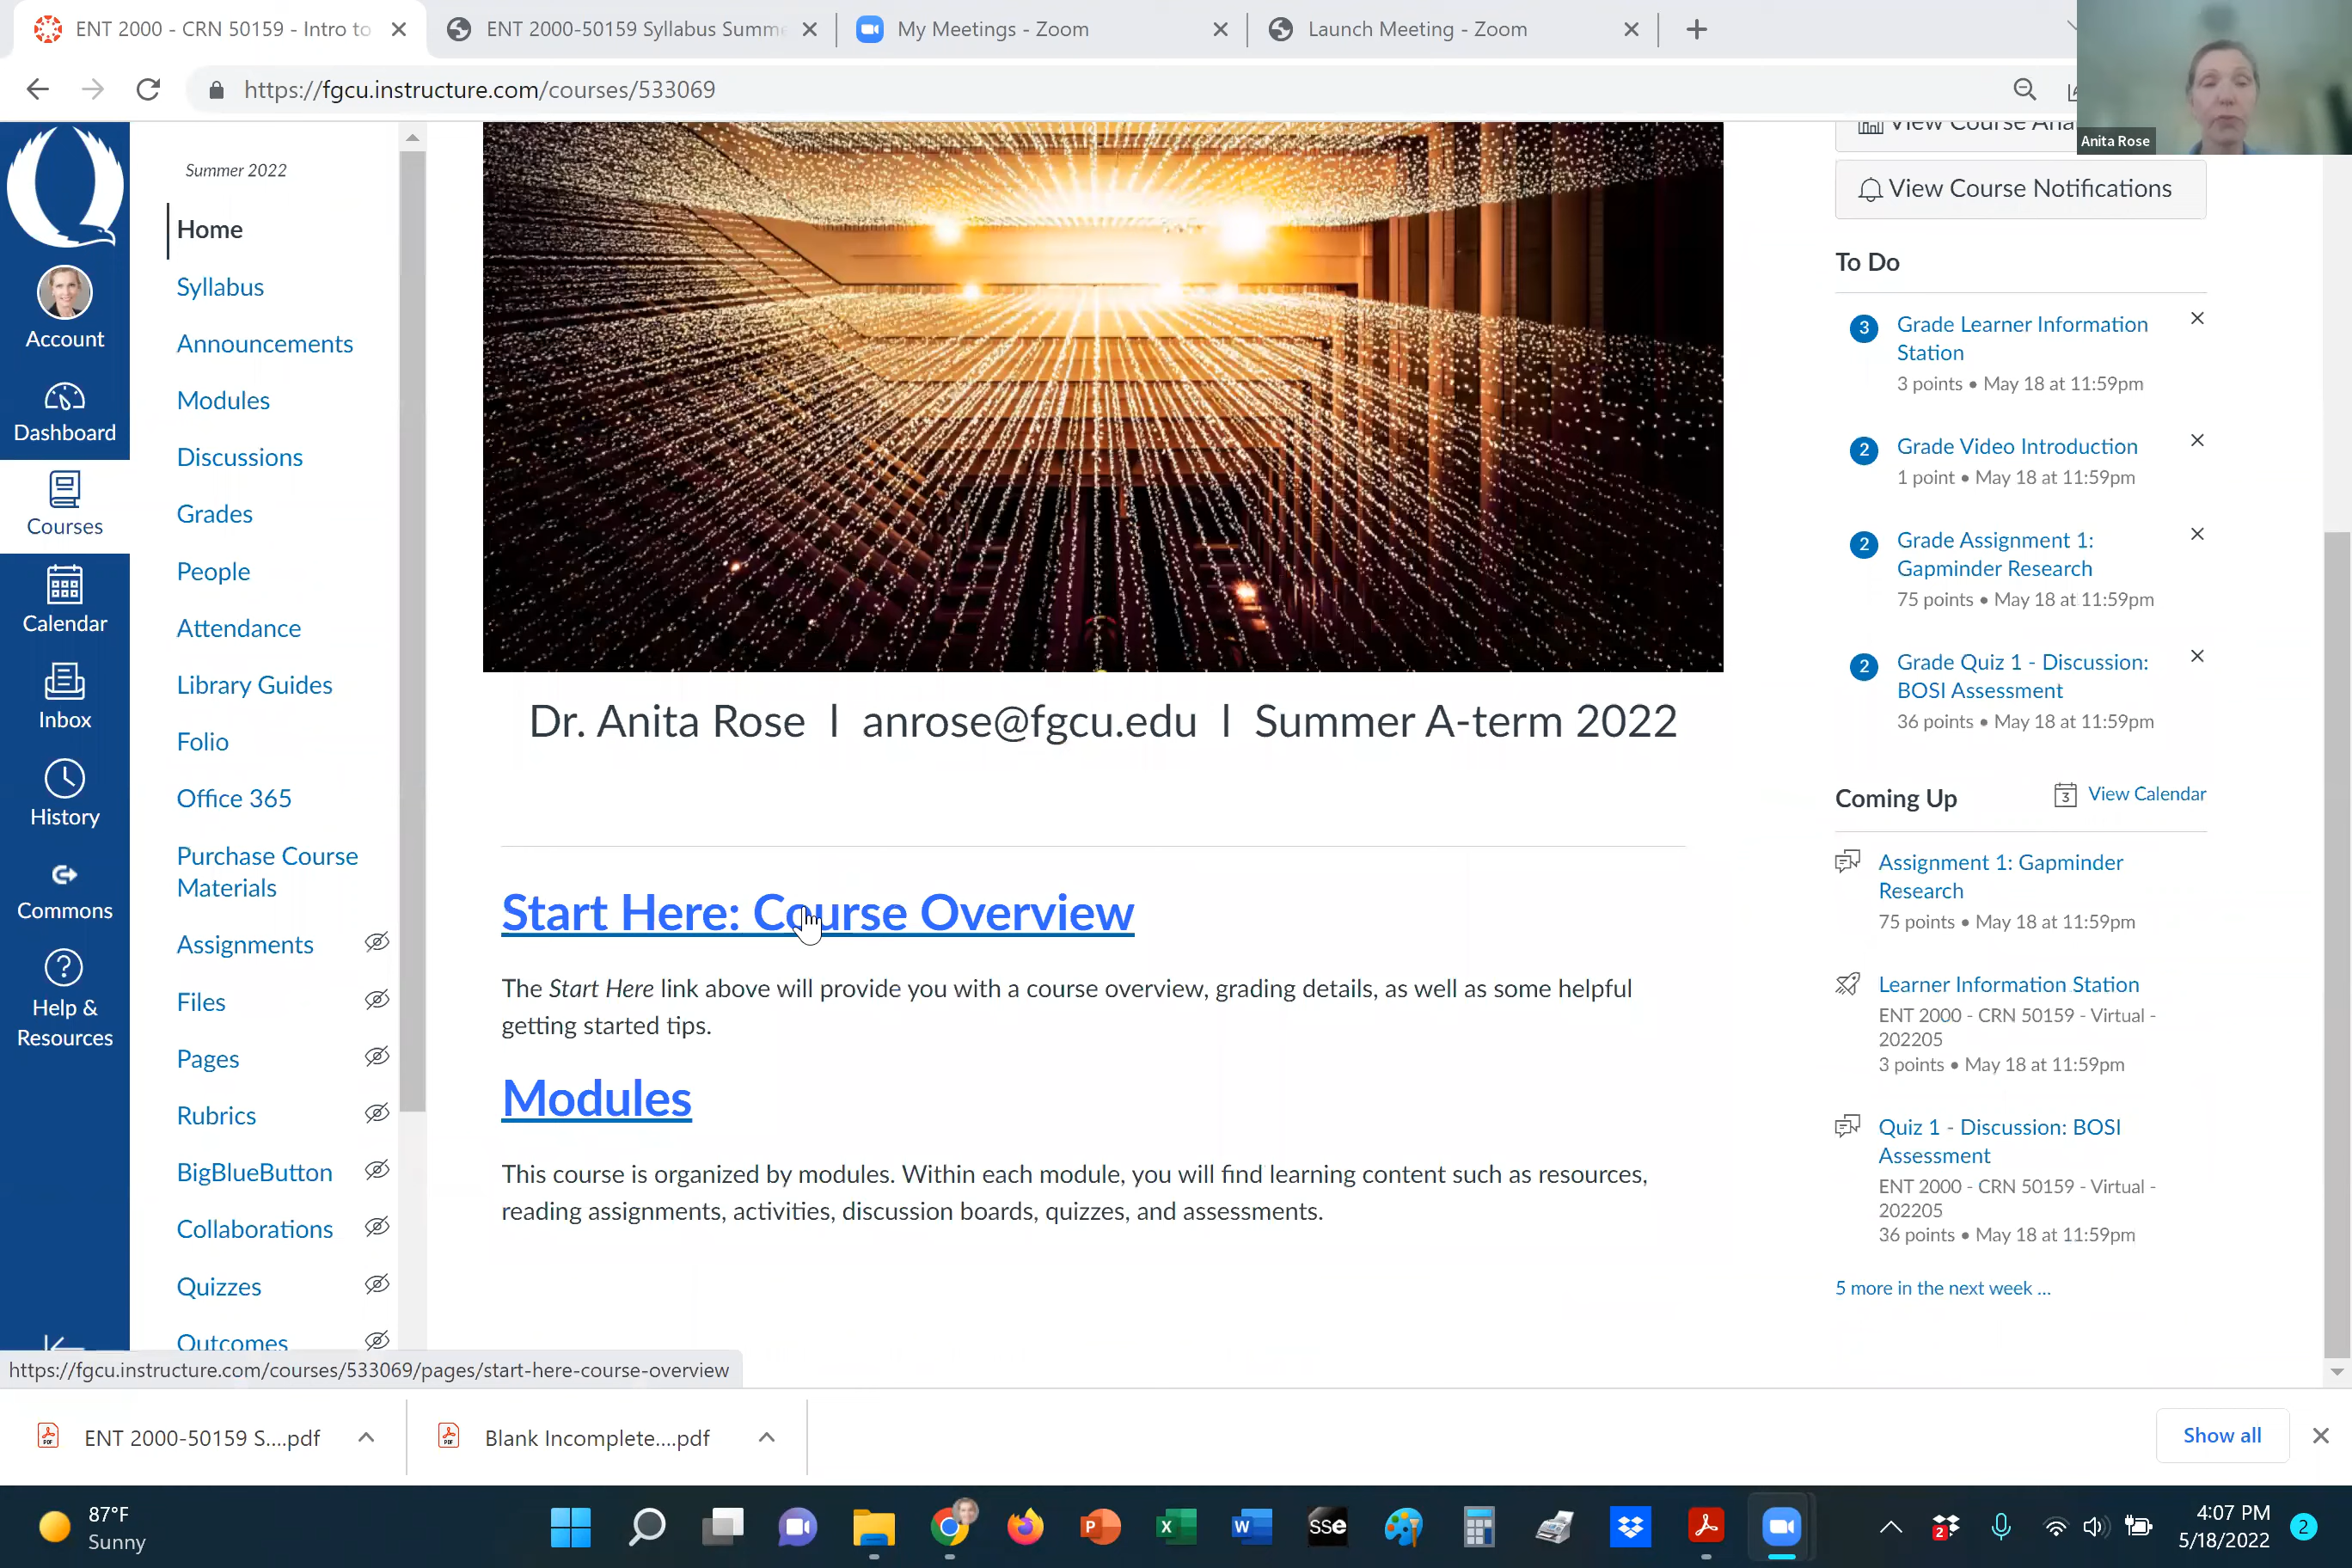 ENT 2000 - CRN 50159 - Intro to
ENT 2000-50159 Syllabus Summe
My Meetings - Zoom
Launch Meeting - Zoom
https://fgcu.instructure.com/courses/533069
Anita Rose
Account
Dashboard
Courses
Calendar
Inbox
History
Commons
Help &
Resources
Summer 2022
Home
Syllabus
Announcements
Modules
Discussions
Grades
People
Attendance
Library Guides
Folio
Office 365
Purchase Course
Materials
Assignments
Files
Pages
Rubrics
BigBlueButton
Collaborations
Quizzes
Outcomes
Dr. Anita Rose | anrose@fgcu.edu | Summer A-term 2022
Start Here: Course Overview
The Start Here link above will provide you with a course overview, grading details, as well as some helpful
getting started tips.
Modules
This course is organized by modules. Within each module, you will find learning content such as resources,
reading assignments, activities, discussion boards, quizzes, and assessments.
View Course Ana
View Course Notifications
To Do
3 Grade Learner Information
Station
3 points • May 18 at 11:59pm
2 Grade Video Introduction
1 point • May 18 at 11:59pm
2 Grade Assignment 1:
Gapminder Research
75 points • May 18 at 11:59pm
2 Grade Quiz 1 - Discussion:
BOSI Assessment
36 points • May 18 at 11:59pm
Coming Up
3 View Calendar
Assignment 1: Gapminder
Research
75 points • May 18 at 11:59pm
Learner Information Station
ENT 2000 - CRN 50159 - Virtual -
202205
3 points • May 18 at 11:59pm
Quiz 1 - Discussion: BOSI
Assessment
ENT 2000 - CRN 50159 - Virtual -
202205
36 points • May 18 at 11:59pm
5 more in the next week ...
https://fgcu.instructure.com/courses/533069/pages/start-here-course-overview
ENT 2000-50159 S....pdf
Blank Incomplete....pdf
Show all
87°F
Sunny
P
X
W
SSe
2
4:07 PM
5/18/2022
2